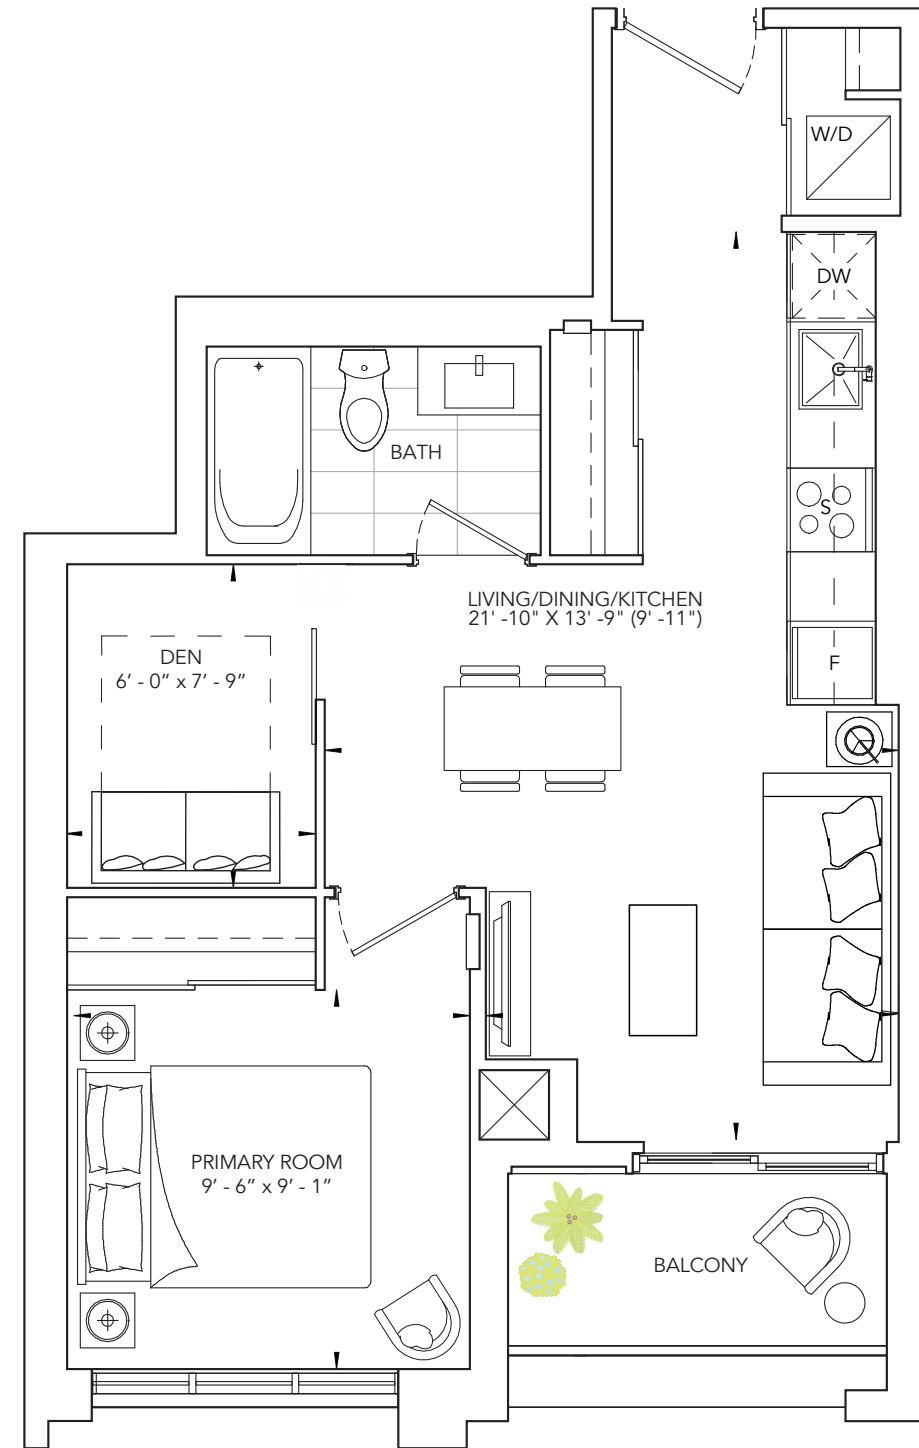 W/D
DW
BATH
S
LIVING/DINING/KITCHEN
21' -10" X 13' -9" (9' -11")
DEN
6’ - 0” x 7’ - 9”
F
PRIMARY ROOM
9’ - 6” x 9’ - 1”
BALCONY